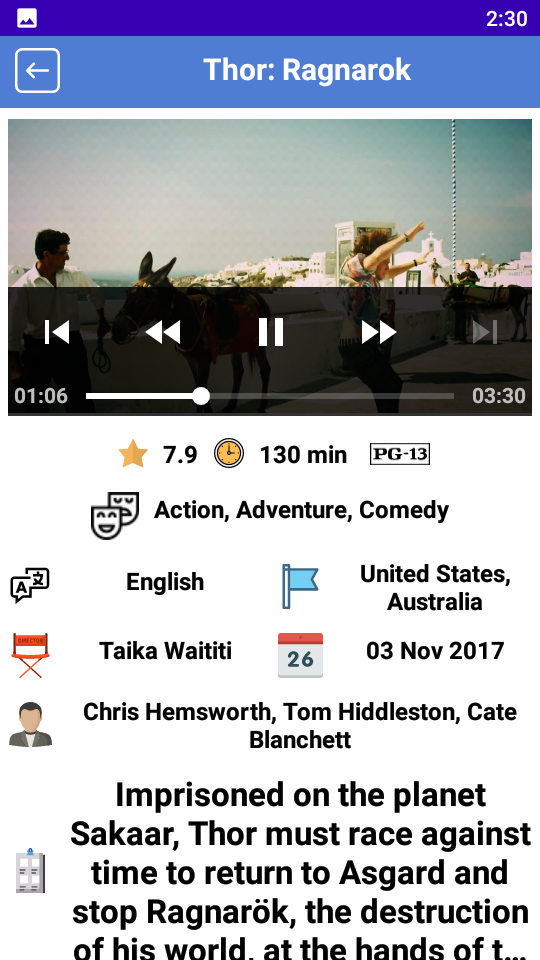 2:30
Thor: Ragnarok
01:06
03:30
7.9
130 min
PG-13
Action, Adventure, Comedy
English
United States,
Australia
DIRECTOR
Taika Waititi
26
03 Nov 2017
Chris Hemsworth, Tom Hiddleston, Cate
Blanchett
Imprisoned on the planet
Sakaar, Thor must race against
time to return to Asgard and
stop Ragnarök, the destruction
of his world, at the hands of t…